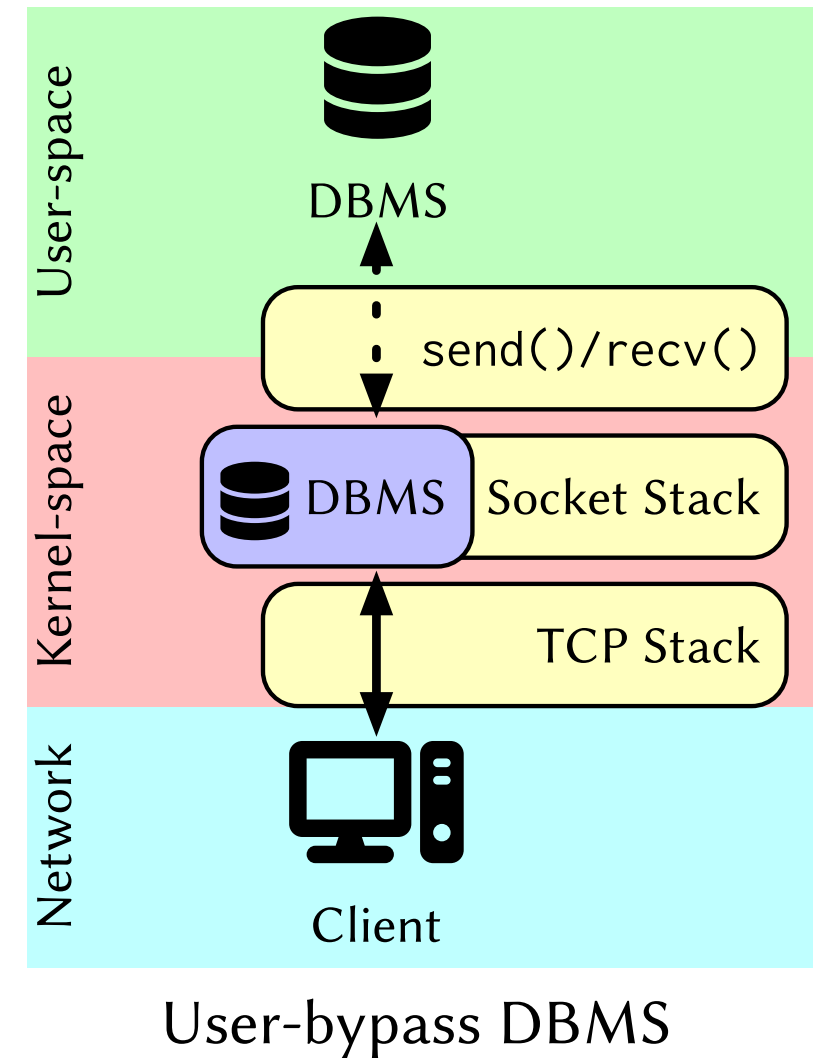 User-space
DBMS
send()/recv()
Kernel-space
DBMS
Socket Stack
TCP Stack
Network
Client
User-bypass DBMS